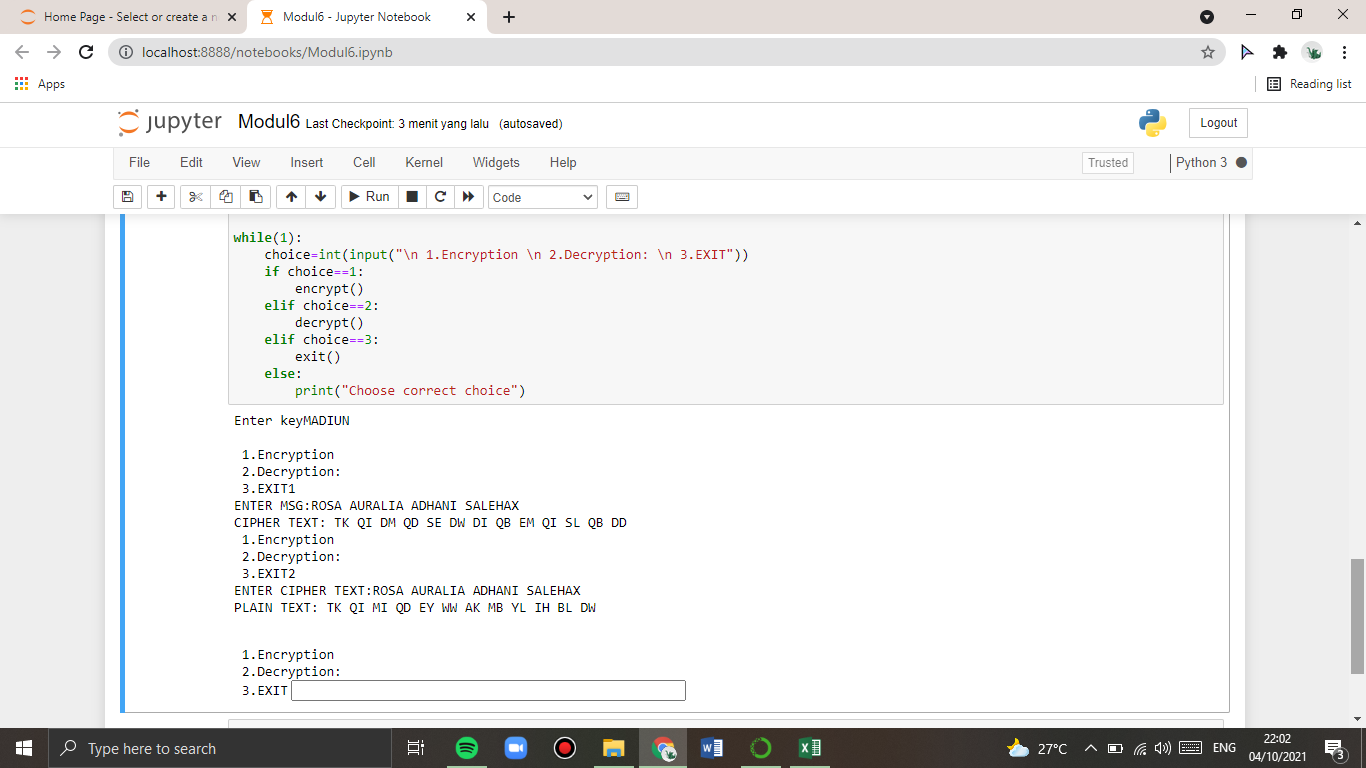 Home Page - Select or create a n
Modul6 - Jupyter Notebook
localhost:8888/notebooks/Modul6.ipynb
Apps
Reading list
jupyter Modul6 Last Checkpoint: 3 menit yang lalu (autosaved)
Logout
File Edit View Insert Cell Kernel Widgets Help
Trusted
Python 3
Run
Code
while(1):
    choice=int(input("\n 1.Encryption \n 2.Decryption: \n 3.EXIT"))
    if choice==1:
        encrypt()
    elif choice==2:
        decrypt()
    elif choice==3:
        exit()
    else:
        print("Choose correct choice")
Enter keyMADIUN
1.Encryption
2.Decryption:
3.EXIT1
ENTER MSG:ROSA AURALIA ADHANI SALEHAX
CIPHER TEXT: TK QI DM QD SE DW DI QB EM QI SL QB DD
1.Encryption
2.Decryption:
3.EXIT2
ENTER CIPHER TEXT:ROSA AURALIA ADHANI SALEHAX
PLAIN TEXT: TK QI MI QD EY WW AK MB YL IH BL DW
1.Encryption
2.Decryption:
3.EXIT
Type here to search
27°C
ENG
22:02
04/10/2021
3